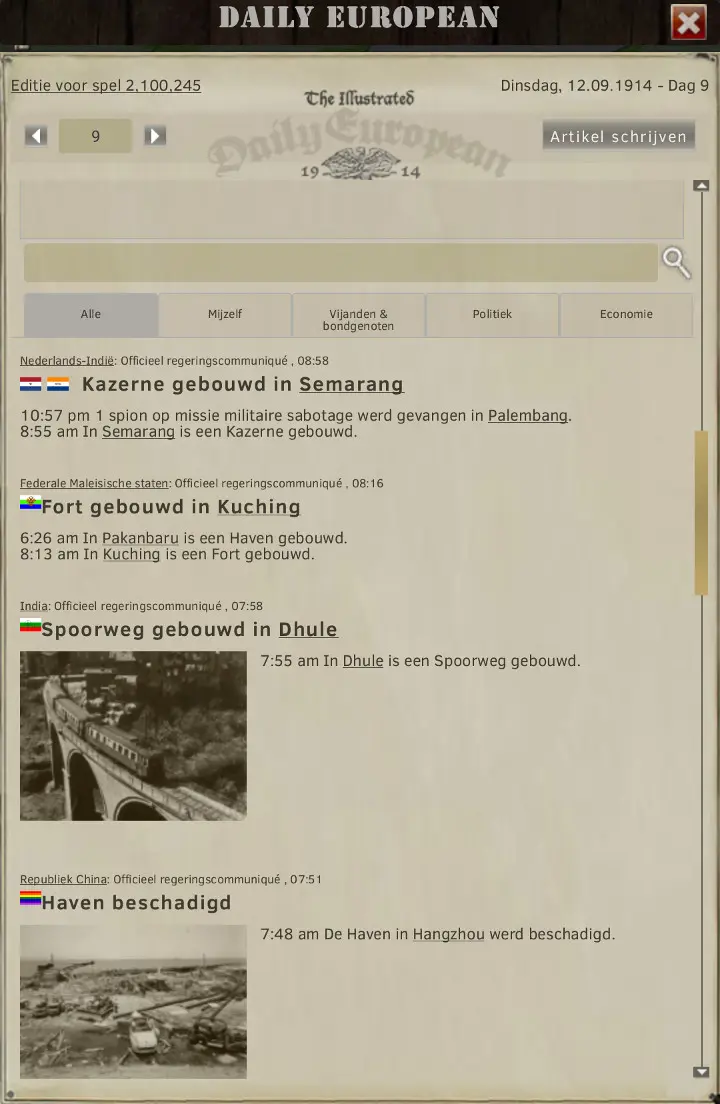 DAILY EUROPEAN
Editie voor spel 2,100,245
Dinsdag, 12.09.1914 - Dag 9
The Illustrated
Daily European
19 14
9
Artikel schrijven
Alle
Mijzelf
Vijanden &
bondgenoten
Politiek
Economie
Nederlands-Indië: Officieel regeringscommuniqué , 08:58
Kazerne gebouwd in Semarang
10:57 pm 1 spion op missie militaire sabotage werd gevangen in Palembang.
8:55 am In Semarang is een Kazerne gebouwd.
Federale Maleisische staten: Officieel regeringscommuniqué , 08:16
Fort gebouwd in Kuching
6:26 am In Pakanbaru is een Haven gebouwd.
8:13 am In Kuching is een Fort gebouwd.
India: Officieel regeringscommuniqué , 07:58
Spoorweg gebouwd in Dhule
7:55 am In Dhule is een Spoorweg gebouwd.
Republiek China: Officieel regeringscommuniqué , 07:51
Haven beschadigd
7:48 am De Haven in Hangzhou werd beschadigd.